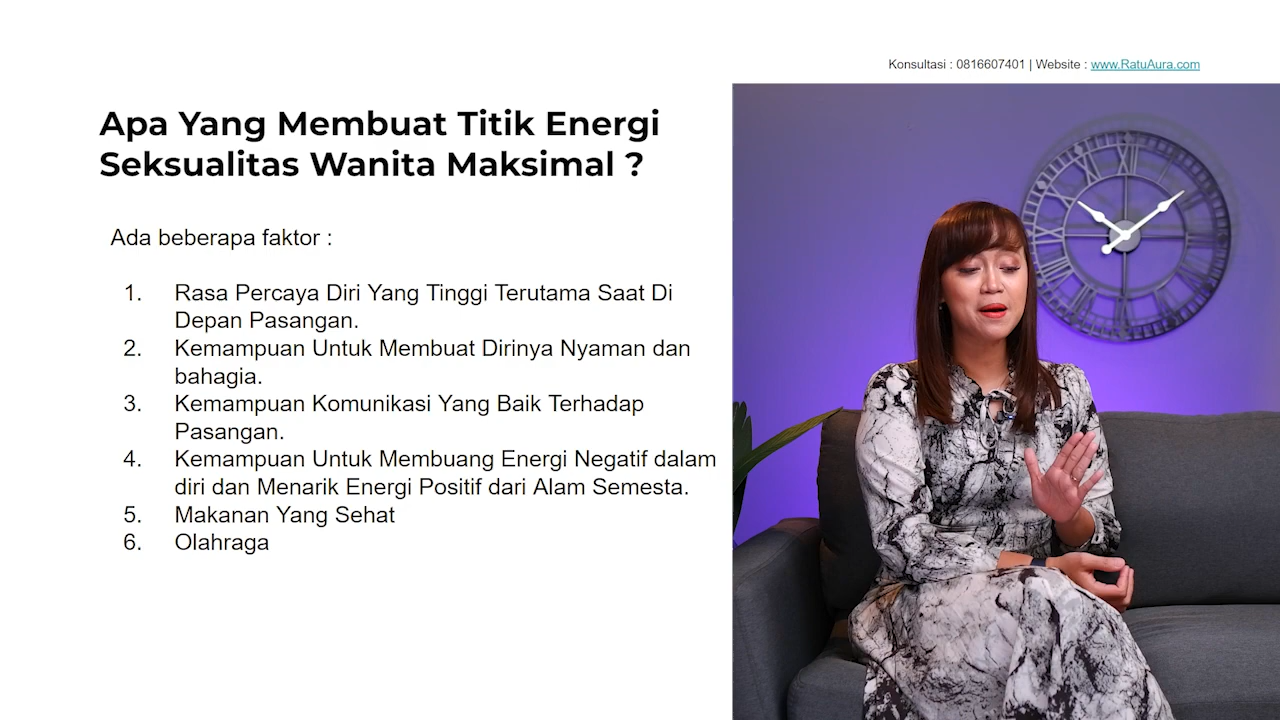 Konsultasi : 0816607401 | Website : www.RatuAura.com
Apa Yang Membuat Titik Energi
Seksualitas Wanita Maksimal ?
Ada beberapa faktor :
1. Rasa Percaya Diri Yang Tinggi Terutama Saat Di
Depan Pasangan.
2. Kemampuan Untuk Membuat Dirinya Nyaman dan
bahagia.
3. Kemampuan Komunikasi Yang Baik Terhadap
Pasangan.
4. Kemampuan Untuk Membuang Energi Negatif dalam
diri dan Menarik Energi Positif dari Alam Semesta.
5. Makanan Yang Sehat
6. Olahraga